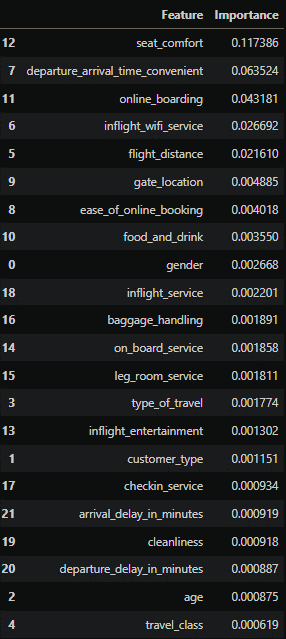 Feature Importance
12 seat_comfort 0.117386
7 departure_arrival_time_convenient 0.063524
11 online_boarding 0.043181
6 inflight_wifi_service 0.026692
5 flight_distance 0.021610
9 gate_location 0.004885
8 ease_of_online_booking 0.004018
10 food_and_drink 0.003550
0 gender 0.002668
18 inflight_service 0.002201
16 baggage_handling 0.001891
14 on_board_service 0.001858
15 leg_room_service 0.001811
3 type_of_travel 0.001774
13 inflight_entertainment 0.001302
1 customer_type 0.001151
17 checkin_service 0.000934
21 arrival_delay_in_minutes 0.000919
19 cleanliness 0.000918
20 departure_delay_in_minutes 0.000887
2 age 0.000875
4 travel_class 0.000619